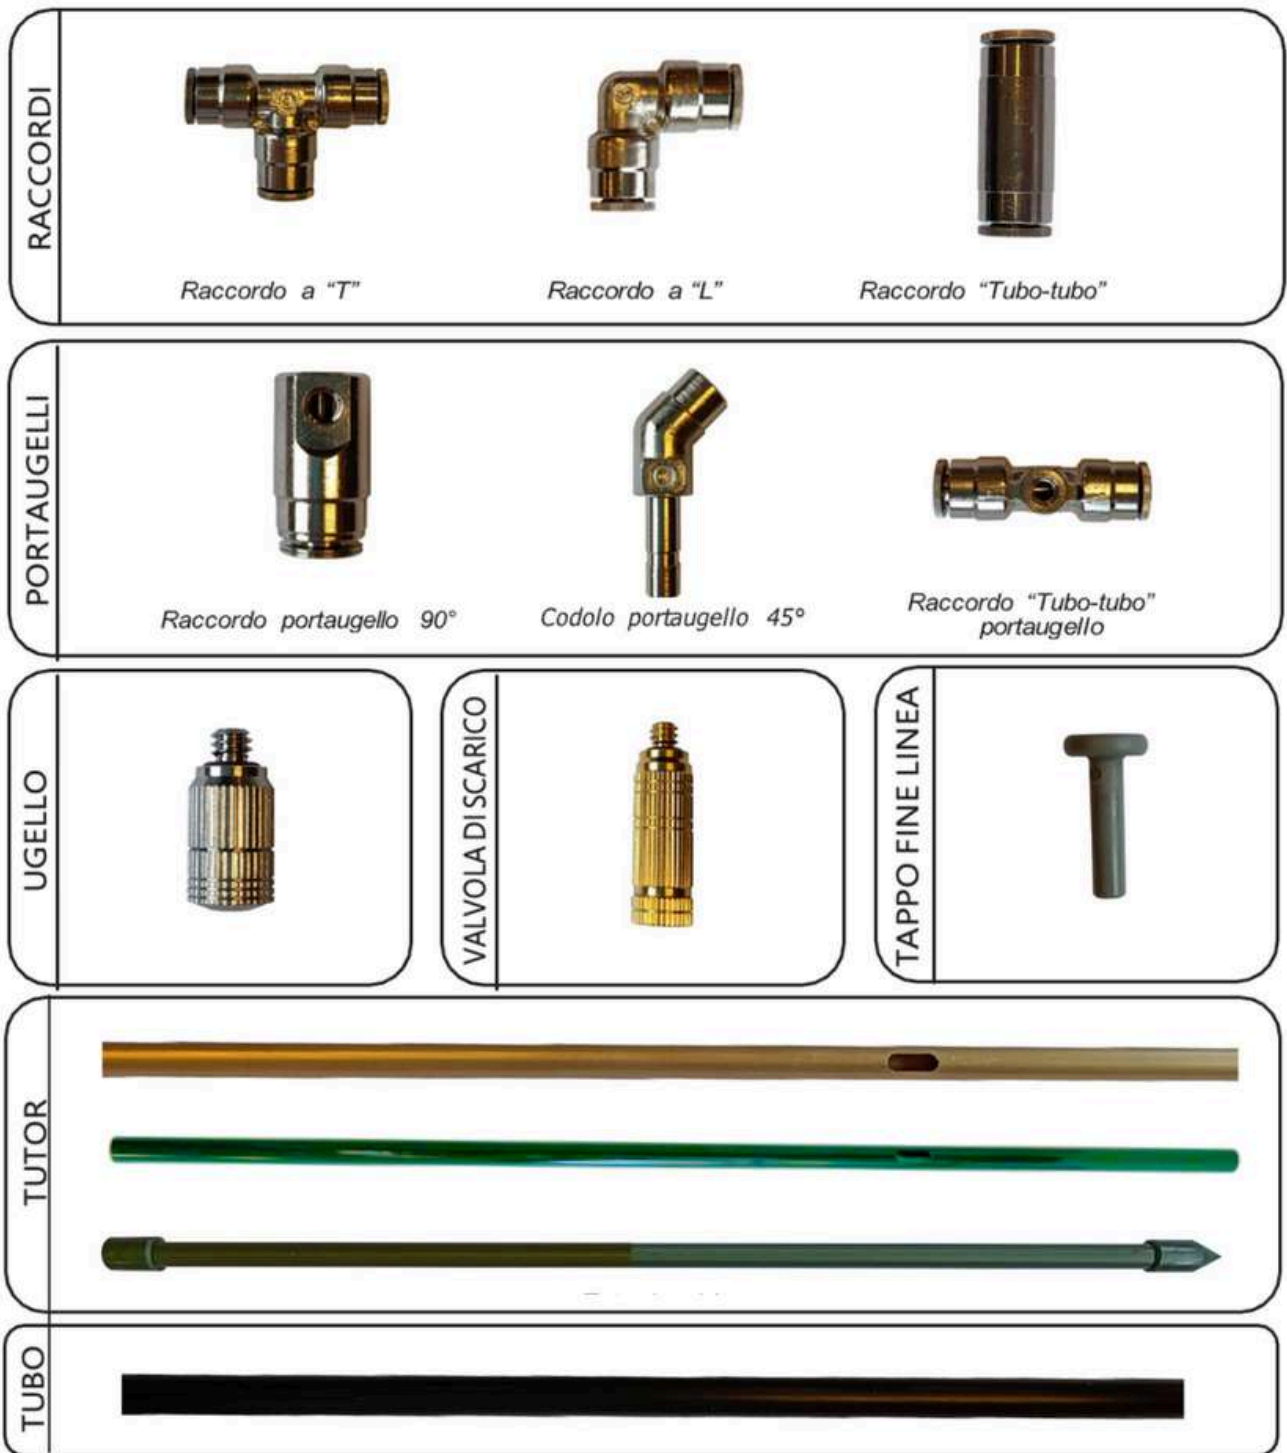 RACCORDI
Raccordo a “T”
Raccordo a “L”
Raccordo “Tubo-tubo”
PORTAUGELLI
Raccordo portaugello 90°
Codolo portaugello 45°
Raccordo “Tubo-tubo”
portaugello
UGELLO
VALVOLA DI SCARICO
TAPPO FINE LINEA
TUTOR
TUBO